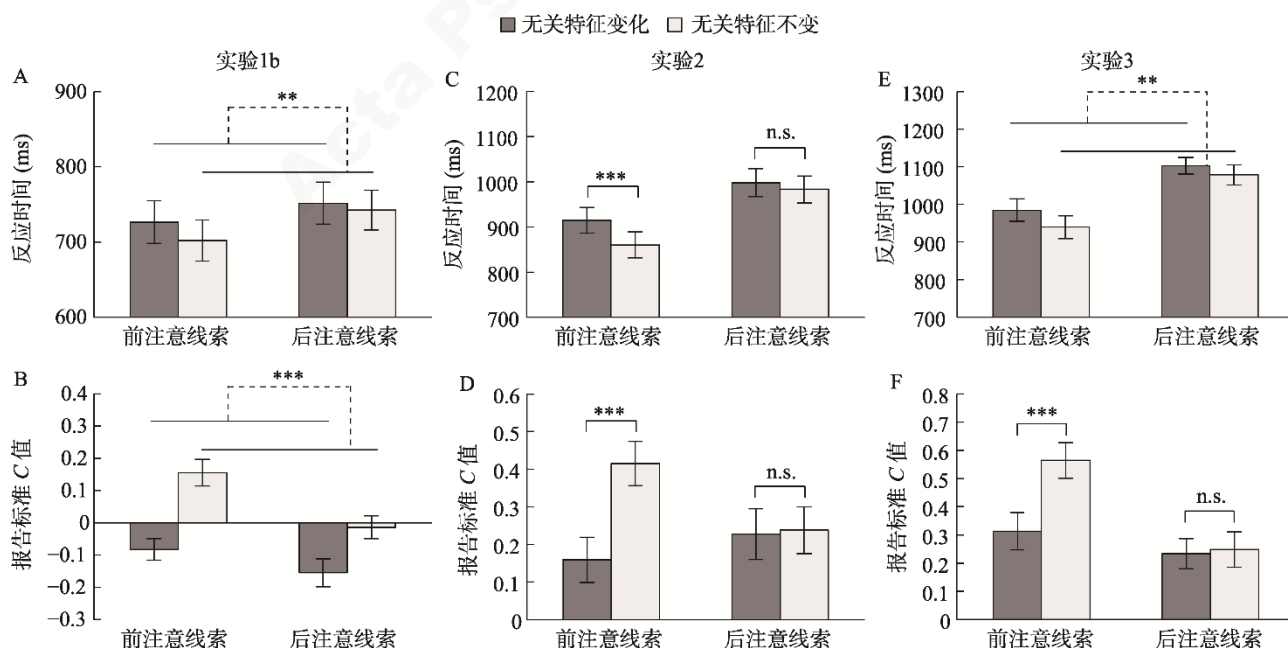 Acta Ps
无关特征变化 无关特征不变
实验1b
A
900
800
700
600
反应时间 (ms)
**
前注意线索 后注意线索
实验2
C
1200
1100
1000
900
800
700
反应时间 (ms)
***
n.s.
前注意线索 后注意线索
实验3
E
1300
1200
1100
1000
900
800
700
反应时间 (ms)
**
前注意线索 后注意线索
B
0.4
0.3
0.2
0.1
0
−0.1
−0.2
−0.3
报告标准 C 值
***
前注意线索 后注意线索
D
0.6
0.5
0.4
0.3
0.2
0.1
0
报告标准 C 值
***
n.s.
前注意线索 后注意线索
F
0.8
0.7
0.6
0.5
0.4
0.3
0.2
0.1
0
报告标准 C 值
***
n.s.
前注意线索 后注意线索